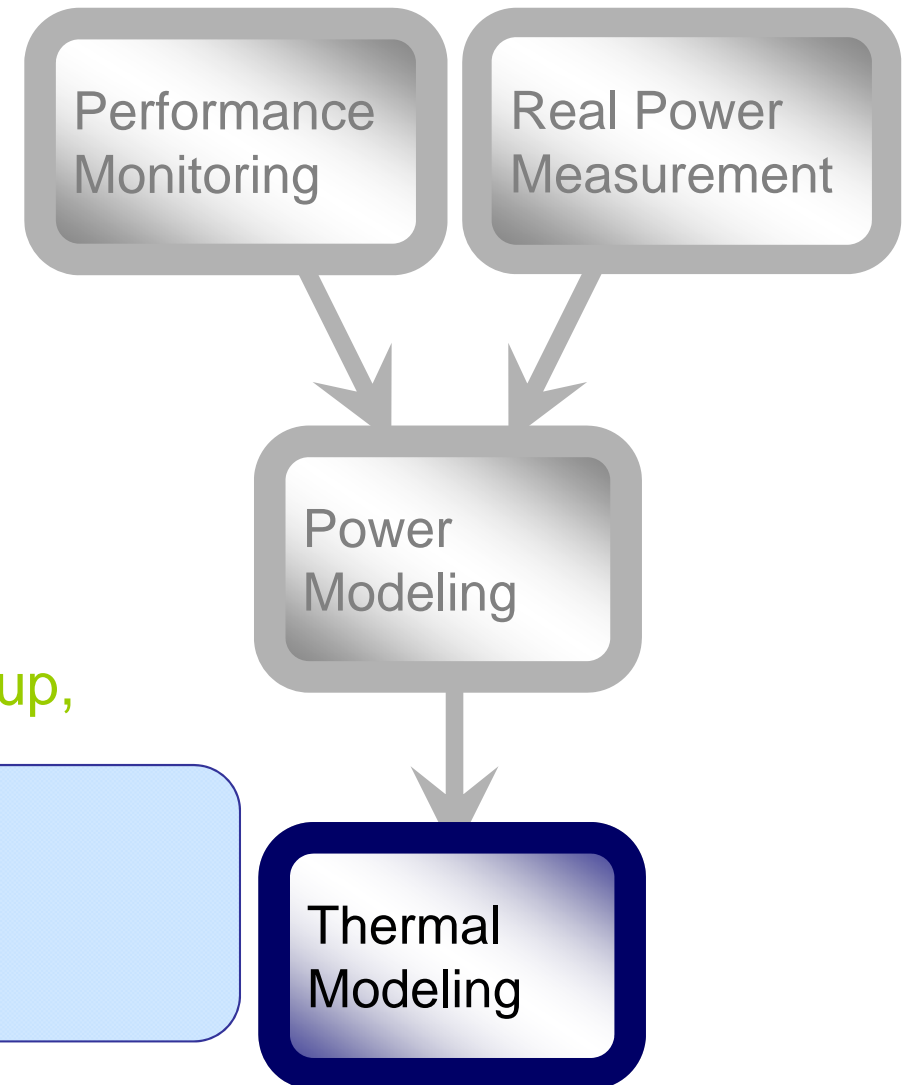 Performance
Monitoring
Real Power
Measurement
Power
Modeling
up,
Thermal
Modeling